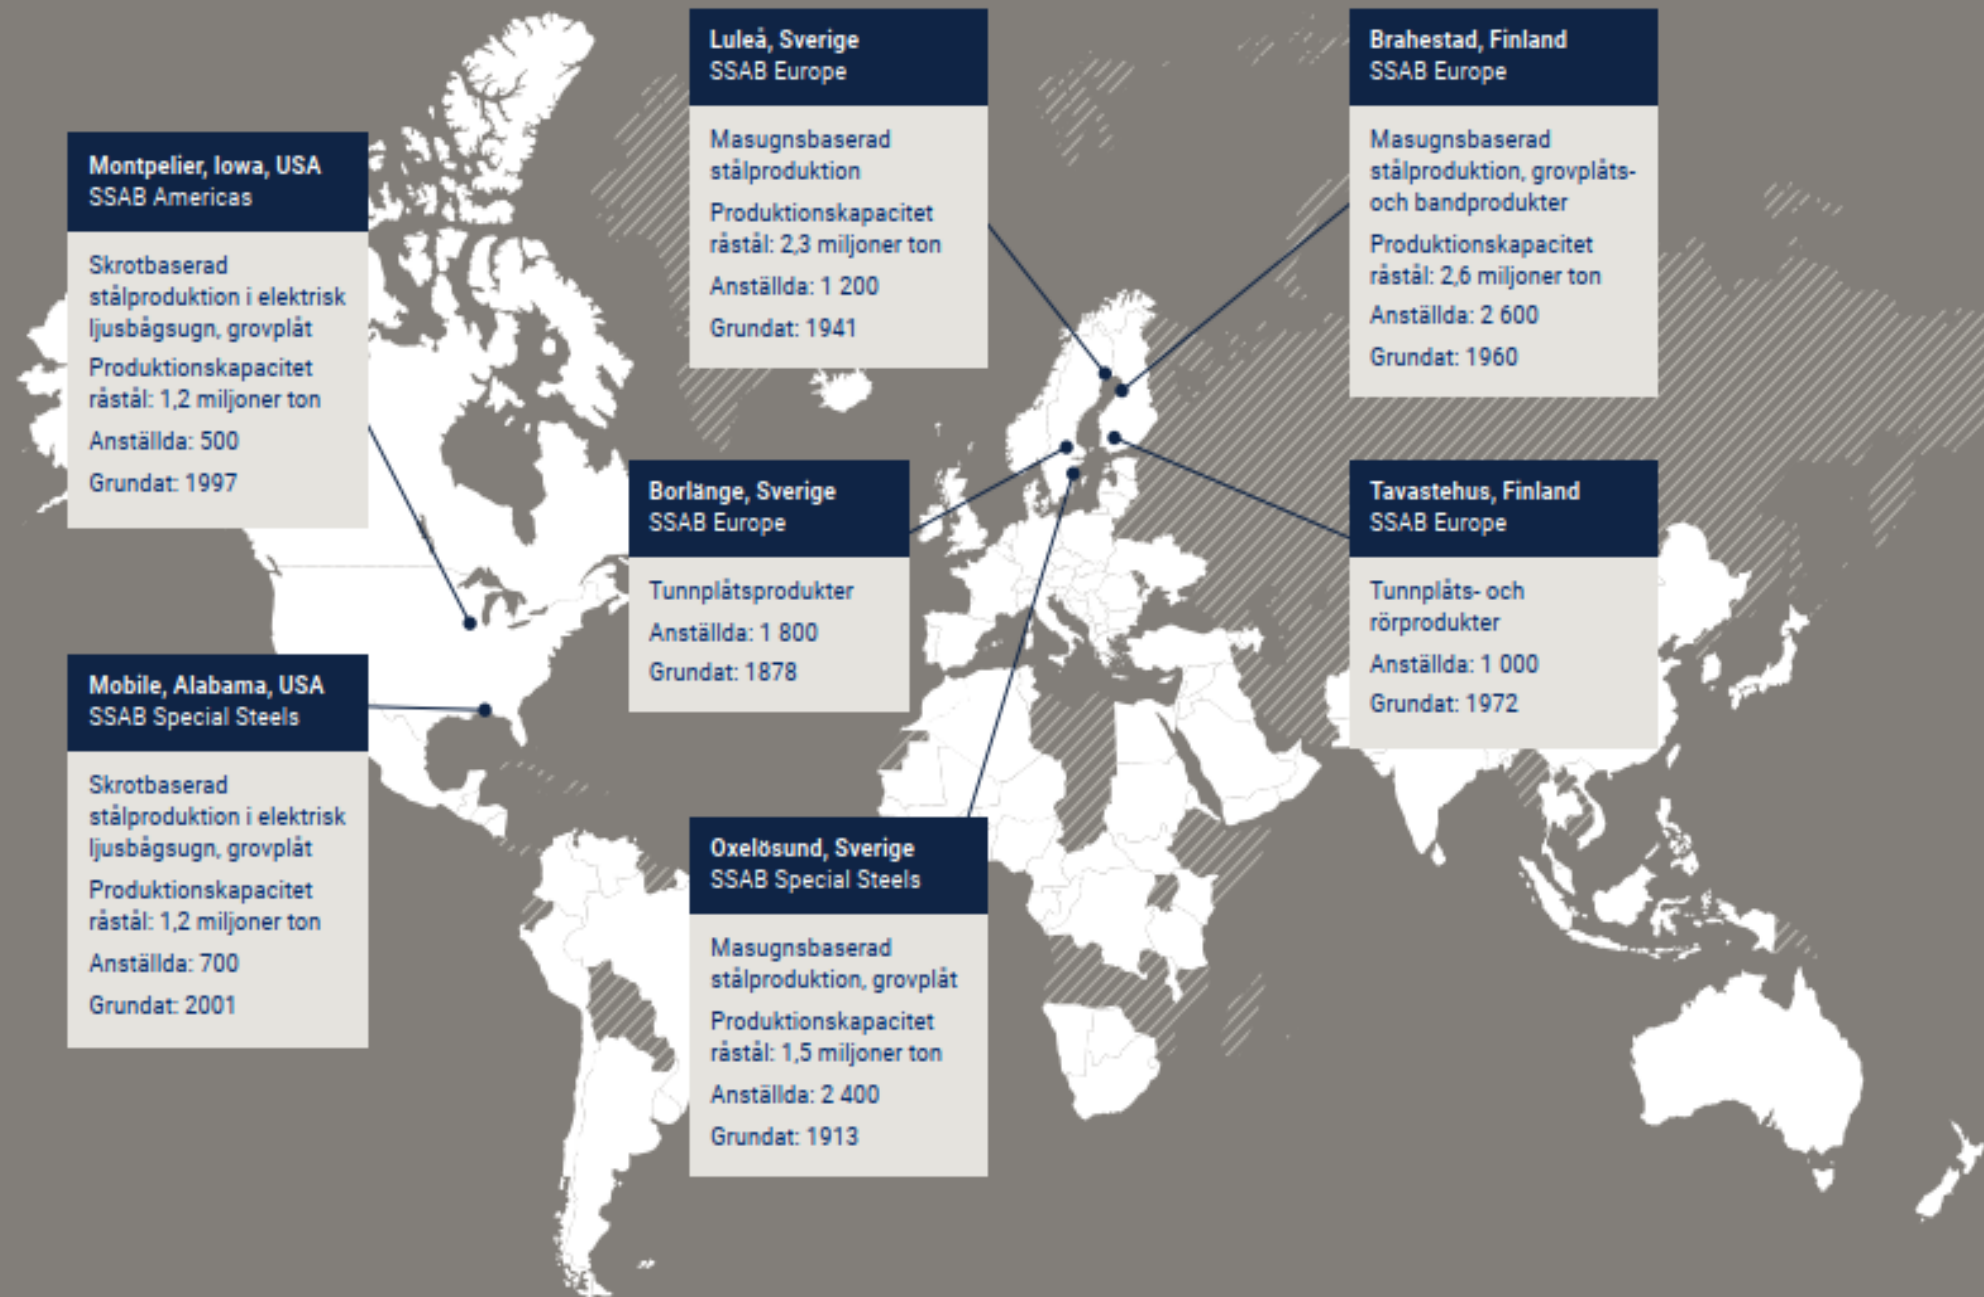 Montpelier, Iowa, USA
SSAB Americas
Skrotbaserad
stålproduktion i elektrisk
ljusbågsugn, grovplåt
Produktionskapacitet
råstål: 1,2 miljoner ton
Anställda: 500
Grundat: 1997
Mobile, Alabama, USA
SSAB Special Steels
Skrotbaserad
stålproduktion i elektrisk
ljusbågsugn, grovplåt
Produktionskapacitet
råstål: 1,2 miljoner ton
Anställda: 700
Grundat: 2001
Luleå, Sverige
SSAB Europe
Masugnsbaserad
stålproduktion
Produktionskapacitet
råstål: 2,3 miljoner ton
Anställda: 1 200
Grundat: 1941
Borlänge, Sverige
SSAB Europe
Tunnplåtsprodukter
Anställda: 1 800
Grundat: 1878
Oxelösund, Sverige
SSAB Special Steels
Masugnsbaserad
stålproduktion, grovplåt
Produktionskapacitet
råstål: 1,5 miljoner ton
Anställda: 2 400
Grundat: 1913
Brahestad, Finland
SSAB Europe
Masugnsbaserad
stålproduktion, grovplåts-
och bandprodukter
Produktionskapacitet
råstål: 2,6 miljoner ton
Anställda: 2 600
Grundat: 1960
Tavastehus, Finland
SSAB Europe
Tunnplåts- och
rörprodukter
Anställda: 1 000
Grundat: 1972